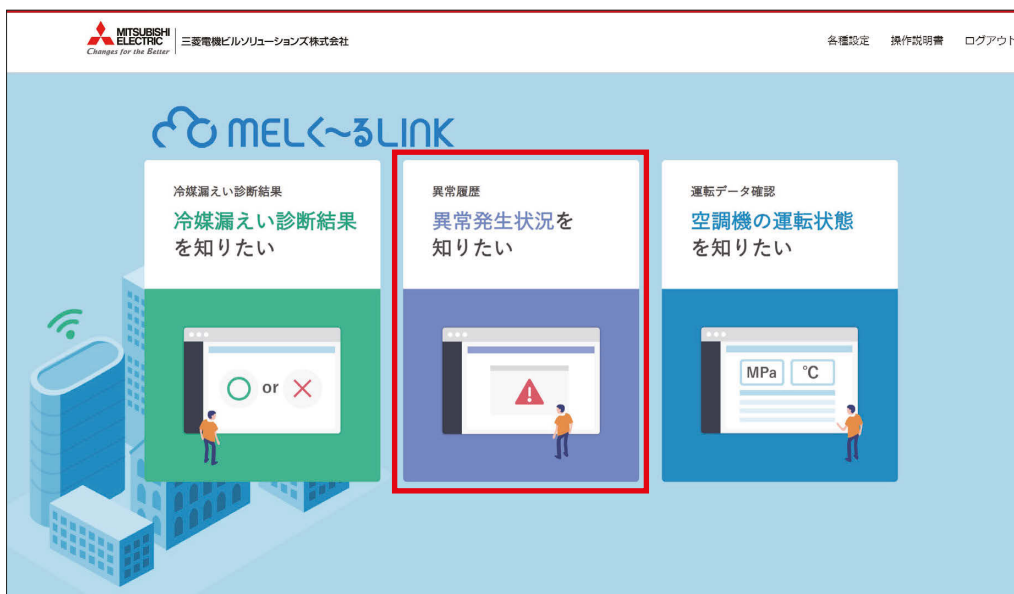 MITSUBISHI
ELECTRIC
Changes for the Better
三菱電機ビルソリューションズ株式会社
各種設定 操作説明書 ログアウト
MELく~るLINK
冷媒漏えい診断結果
冷媒漏えい診断結果
を知りたい
or
異常履歴
異常発生状況を
知りたい
運転データ確認
空調機の運転状態
を知りたい
MPa ℃